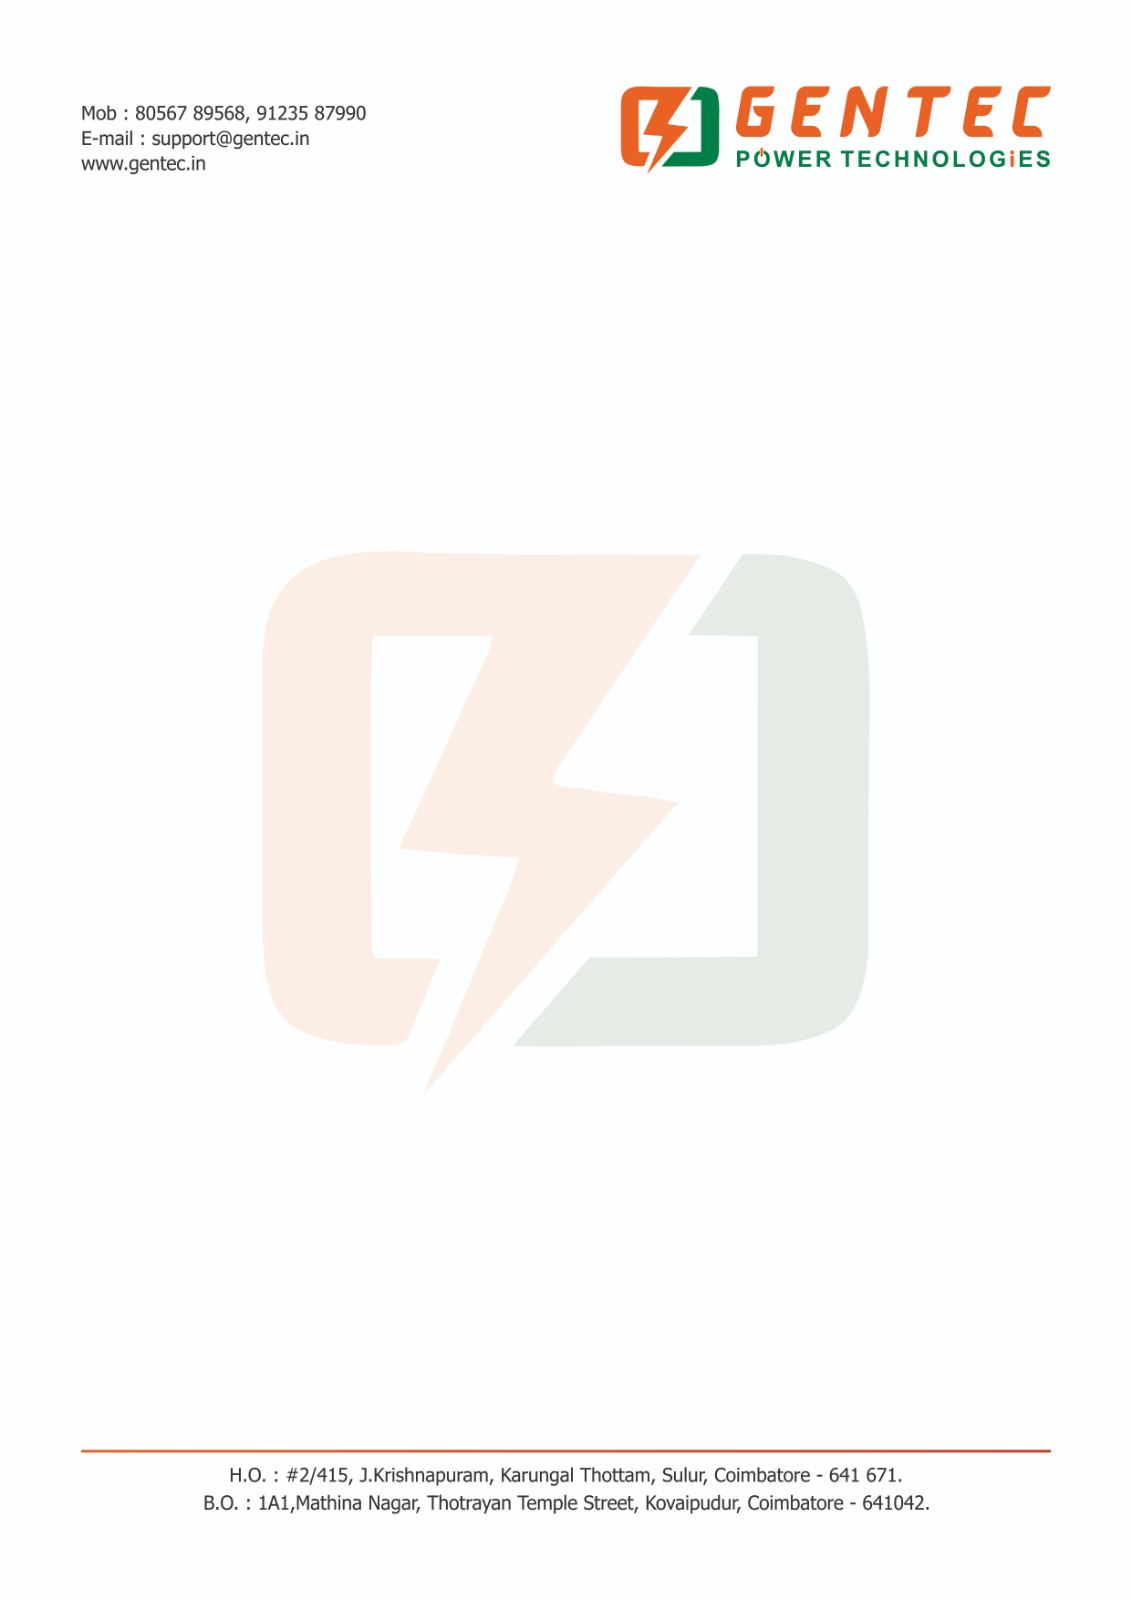 Mob : 80567 89568, 91235 87990
E-mail : support@gentec.in
www.gentec.in
GENTEC
POWER TECHNOLOGiES
H.O. : #2/415, J.Krishnapuram, Karungal Thottam, Sulur, Coimbatore - 641 671.
B.O. : 1A1,Mathina Nagar, Thotrayan Temple Street, Kovaipudur, Coimbatore - 641042.